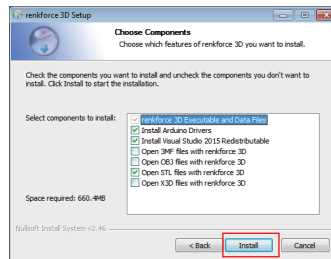 renkforce 3D Setup
Choose Components
Choose which features of renkforce 3D you want to install.
Check the components you want to install and uncheck the components you don't want to
install. Click Install to start the installation.
Select components to install:
renkforce 3D Executable and Data Files
Install Arduino Drivers
Install Visual Studio 2015 Redistributable
Open 3MF files with renkforce 3D
Open OBJ files with renkforce 3D
Open STL files with renkforce 3D
Open X3D files with renkforce 3D
Space required: 660.4MB
Nullsoft Install System v2.46
< Back
Install
Cancel